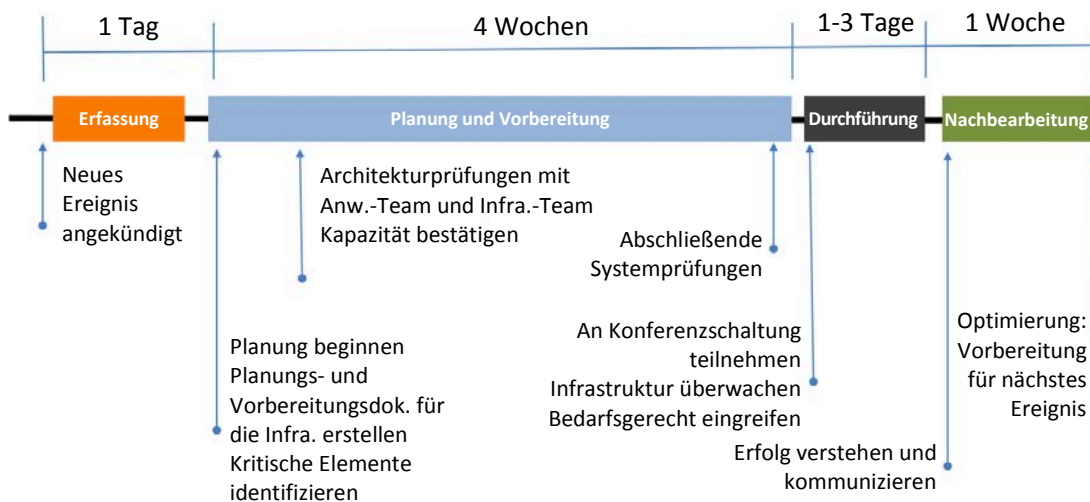 1 Tag
4 Wochen
1-3 Tage
1 Woche
Erfassung
Planung und Vorbereitung
Durchführung
Nachbearbeitung
Neues
Ereignis
angekündigt
Architekturprüfungen mit
Anw.-Team und Infra.-Team
Kapazität bestätigen
Abschließende
Systemprüfungen
Planung beginnen
Planungs- und
Vorbereitungsdok. für
die Infra. erstellen
Kritische Elemente
identifizieren
An Konferenzschaltung
teilnehmen
Infrastruktur überwachen
Bedarfsgerecht eingreifen
Optimierung:
Vorbereitung
für nächstes
Ereignis
Erfolg verstehen und
kommunizieren